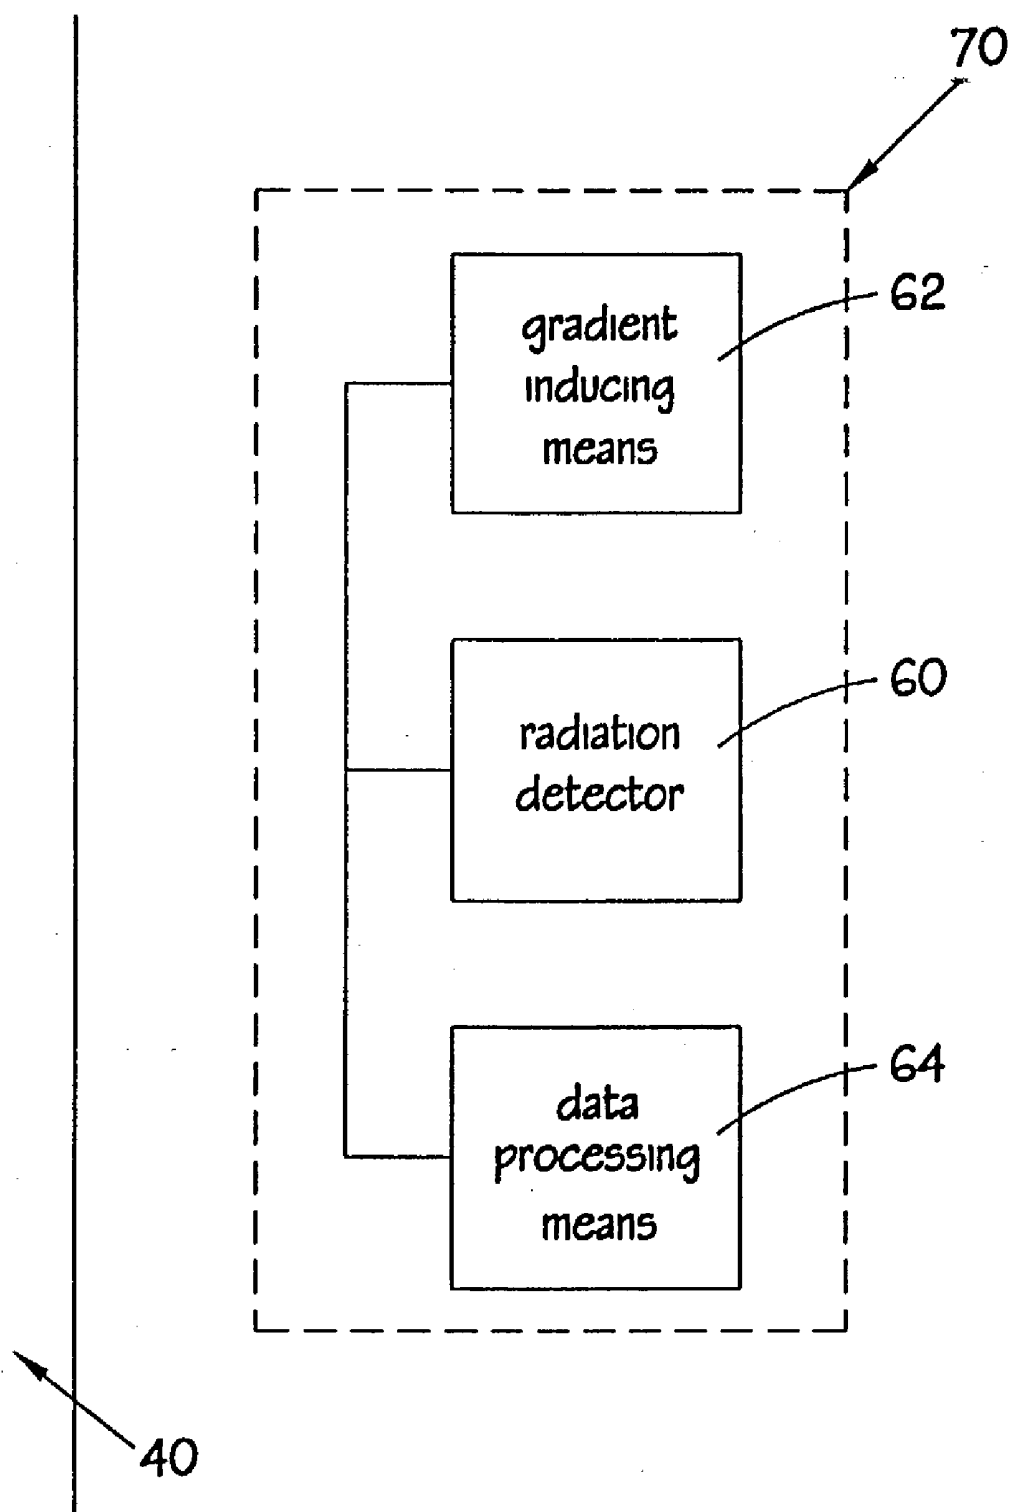 70
gradient
inducing
means
62
radiation
detector
60
data
processing
means
64
40